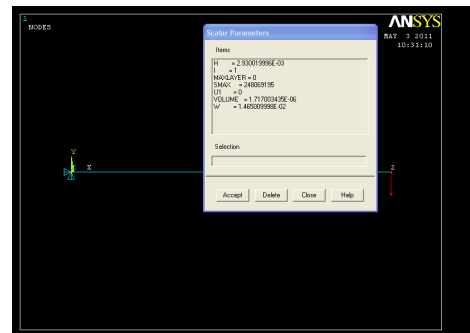 1
NODES
ANSYS
MAY 3 2011
10:31:10
Scalar Parameters
Items
H = 2.930019996E-03
I = 1
MAXLAYER = 0
SMAX = 248069195
U1 = 0
VOLUME = 1.717003435E-06
W = 1.465009998E-02
Selection
Y
X
2
Accept Delete Close Help